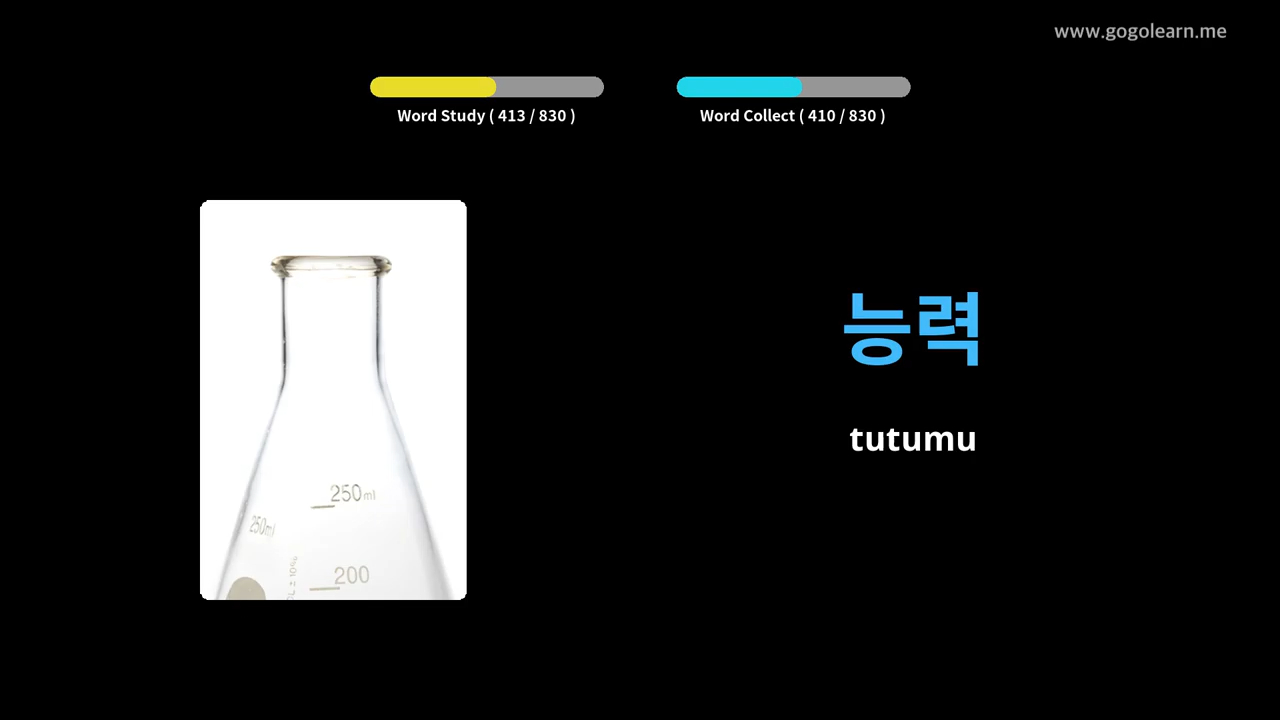 www.gogolearn.me
Word Study ( 413 / 830 )
Word Collect ( 410 / 830 )
능력
tutumu
250ml
250ml
200